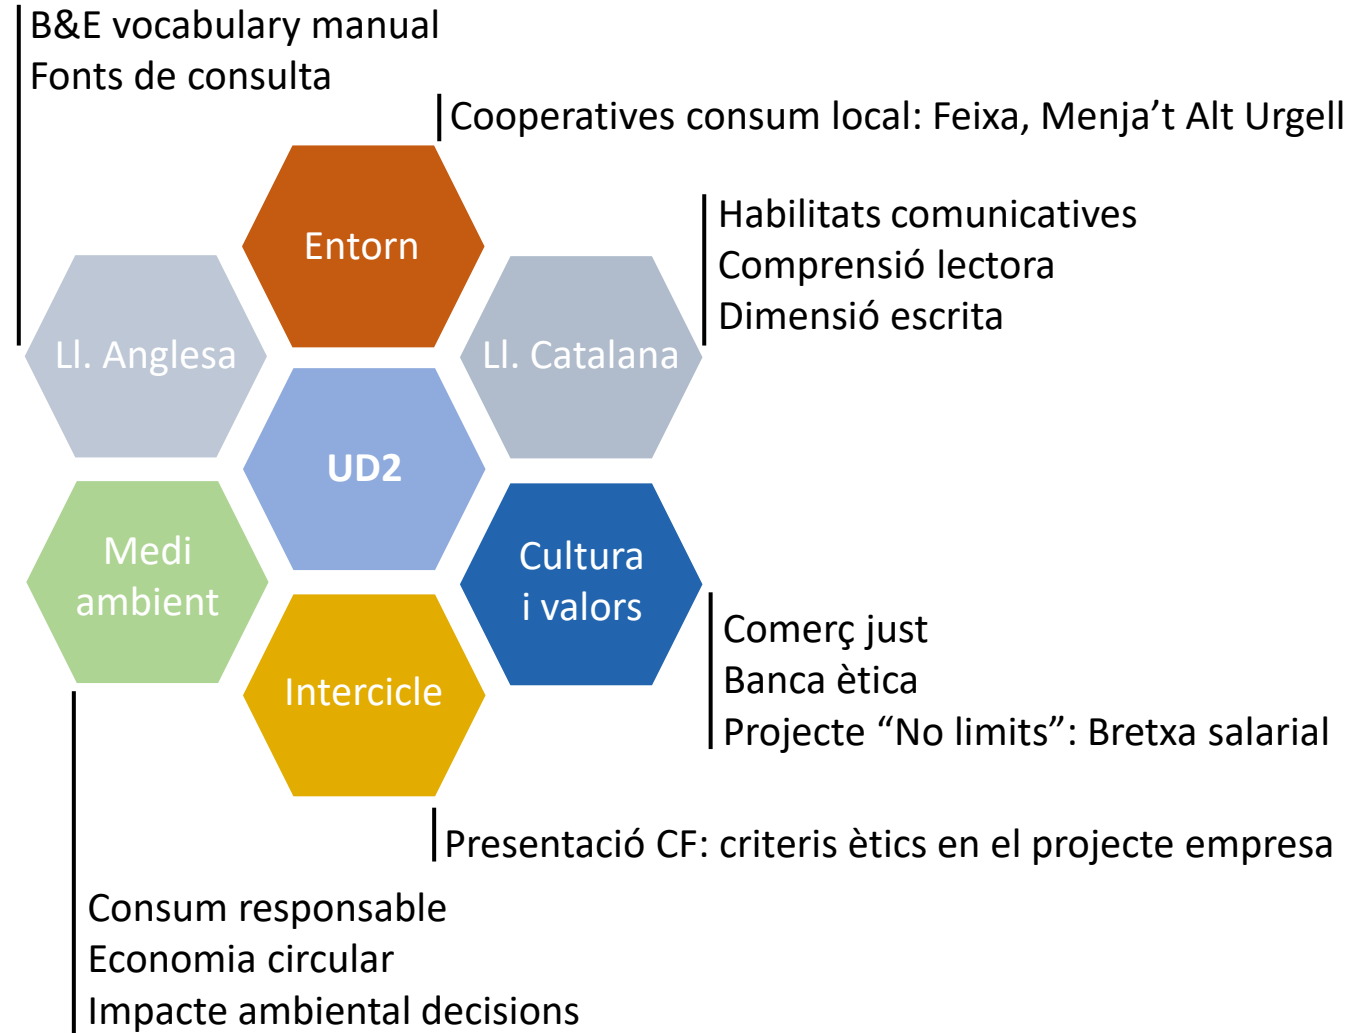 B&E vocabulary manual
Fonts de consulta
Cooperatives consum local: Feixa, Menja’t Alt Urgell
Entorn
Habilitats comunicatives
Comprensió lectora
Dimensió escrita
Ll. Anglesa
Ll. Catalana
UD2
Medi
ambient
Cultura
i valors
Comerç just
Banca ètica
Projecte “No limits”: Bretxa salarial
Intercicle
Presentació CF: criteris ètics en el projecte empresa
Consum responsable
Economia circular
Impacte ambiental decisions